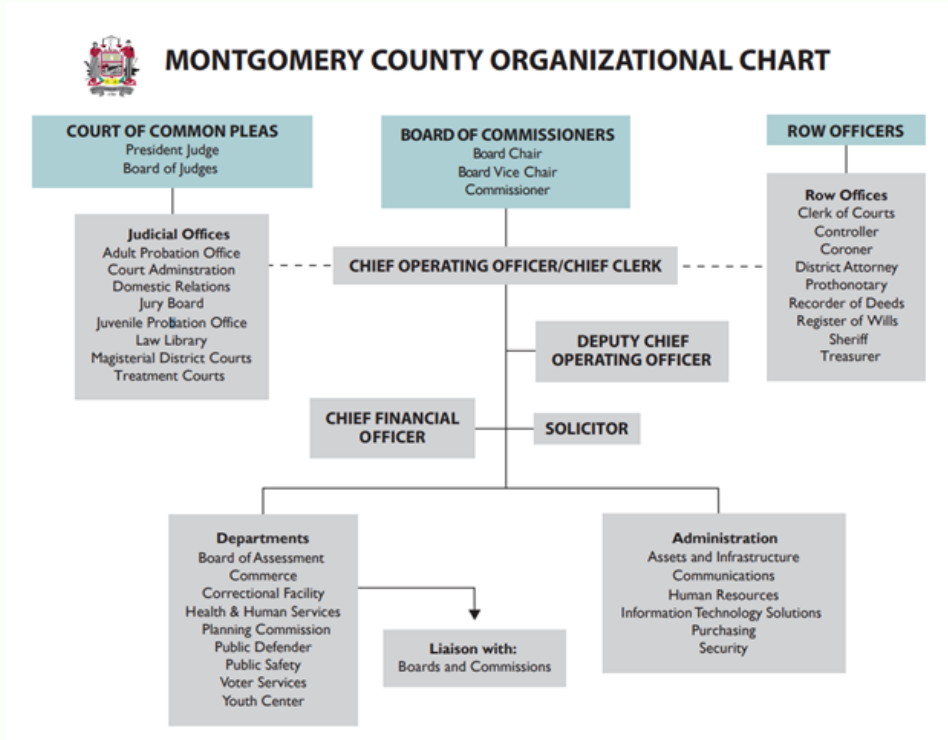 MONTGOMERY COUNTY ORGANIZATIONAL CHART
COURT OF COMMON PLEAS
President Judge
Board of Judges
BOARD OF COMMISSIONERS
Board Chair
Board Vice Chair
Commissioner
ROW OFFICERS
Judicial Offices
Adult Probation Office
Court Adminstration
Domestic Relations
Jury Board
Juvenile Probation Office
Law Library
Magisterial District Courts
Treatment Courts
CHIEF OPERATING OFFICER/CHIEF CLERK
Row Offices
Clerk of Courts
Controller
Coroner
District Attorney
Prothonotary
Recorder of Deeds
Register of Wills
Sheriff
Treasurer
DEPUTY CHIEF
OPERATING OFFICER
CHIEF FINANCIAL
OFFICER
SOLICITOR
Departments
Board of Assessment
Commerce
Correctional Facility
Health & Human Services
Planning Commission
Public Defender
Public Safety
Voter Services
Youth Center
Liaison with:
Boards and Commissions
Administration
Assets and Infrastructure
Communications
Human Resources
Information Technology Solutions
Purchasing
Security